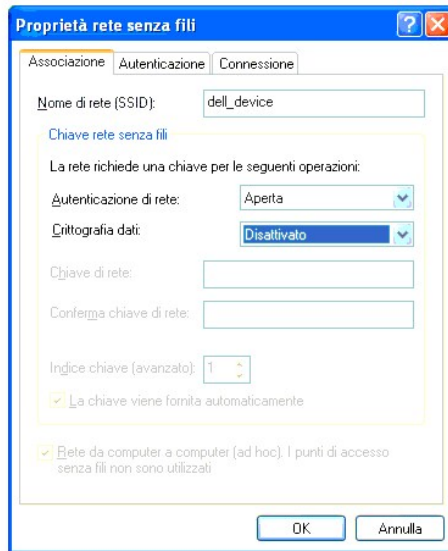 Proprietà rete senza fili
Associazione Autenticazione Connessione
Nome di rete (SSID): dell_device
Chiave rete senza fili
La rete richiede una chiave per le seguenti operazioni:
Autenticazione di rete: Aperta
Crittografia dati: Disattivato
Chiave di rete:
Conferma chiave di rete:
Indice chiave (avanzato): 1
La chiave viene fornita automaticamente
Rete da computer a computer (ad hoc). I punti di accesso
senza fili non sono utilizzati
OK Annulla